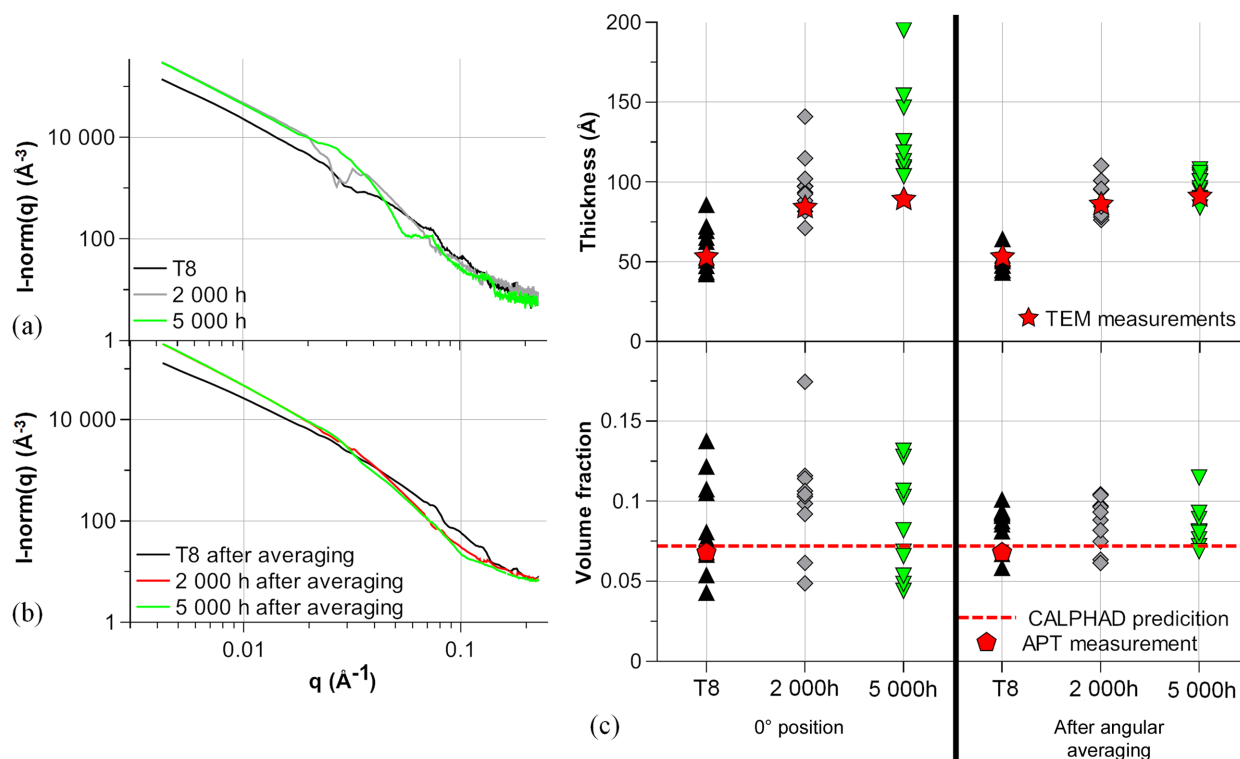 I-norm(q) (Å⁻³)
10 000
100
1
T8
2 000 h
5 000 h
(a)
I-norm(q) (Å⁻³)
10 000
100
1
T8 after averaging
2 000 h after averaging
5 000 h after averaging
(b)
0.01
0.1
q (Å⁻¹)
Thickness (Å)
200
150
100
50
0
TEM measurements
Volume fraction
0.15
0.1
0.05
0
CALPHAD predicition
APT measurement
T8
2 000h
5 000h
T8
2 000h
5 000h
(c)
0° position
After angular
averaging